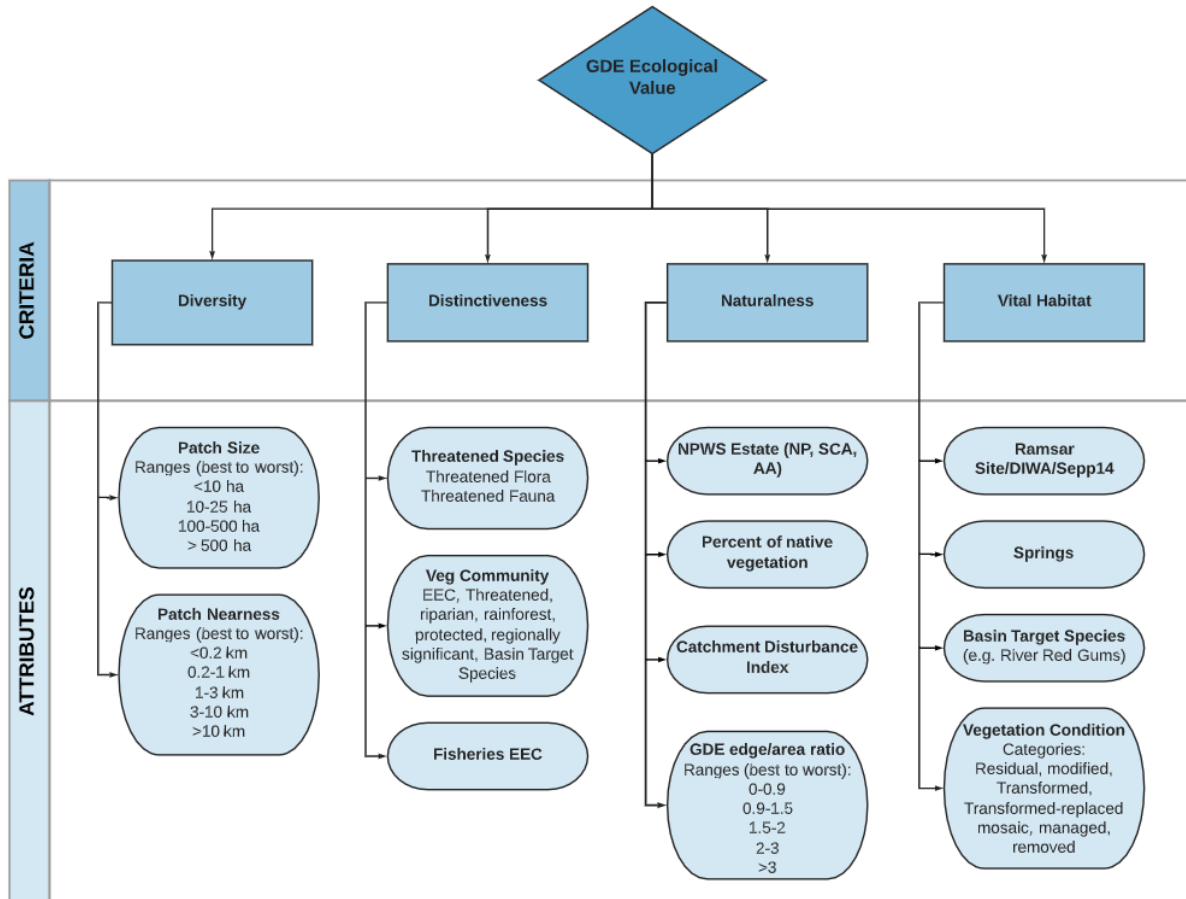 GDE Ecological
Value
CRITERIA
Diversity
Distinctiveness
Naturalness
Vital Habitat
ATTRIBUTES
Patch Size
Ranges (best to worst):
<10 ha
10-25 ha
100-500 ha
> 500 ha
Patch Nearness
Ranges (best to worst):
<0.2 km
0.2-1 km
1-3 km
3-10 km
>10 km
Threatened Species
Threatened Flora
Threatened Fauna
Veg Community
EEC, Threatened,
riparian, rainforest,
protected, regionally
significant, Basin Target
Species
Fisheries EEC
NPWS Estate (NP, SCA,
AA)
Percent of native
vegetation
Catchment Disturbance
Index
GDE edge/area ratio
Ranges (best to worst):
0-0.9
0.9-1.5
1.5-2
2-3
>3
Ramsar
Site/DIWA/Sepp14
Springs
Basin Target Species
(e.g. River Red Gums)
Vegetation Condition
Categories:
Residual, modified,
Transformed,
Transformed-replaced
mosaic, managed,
removed